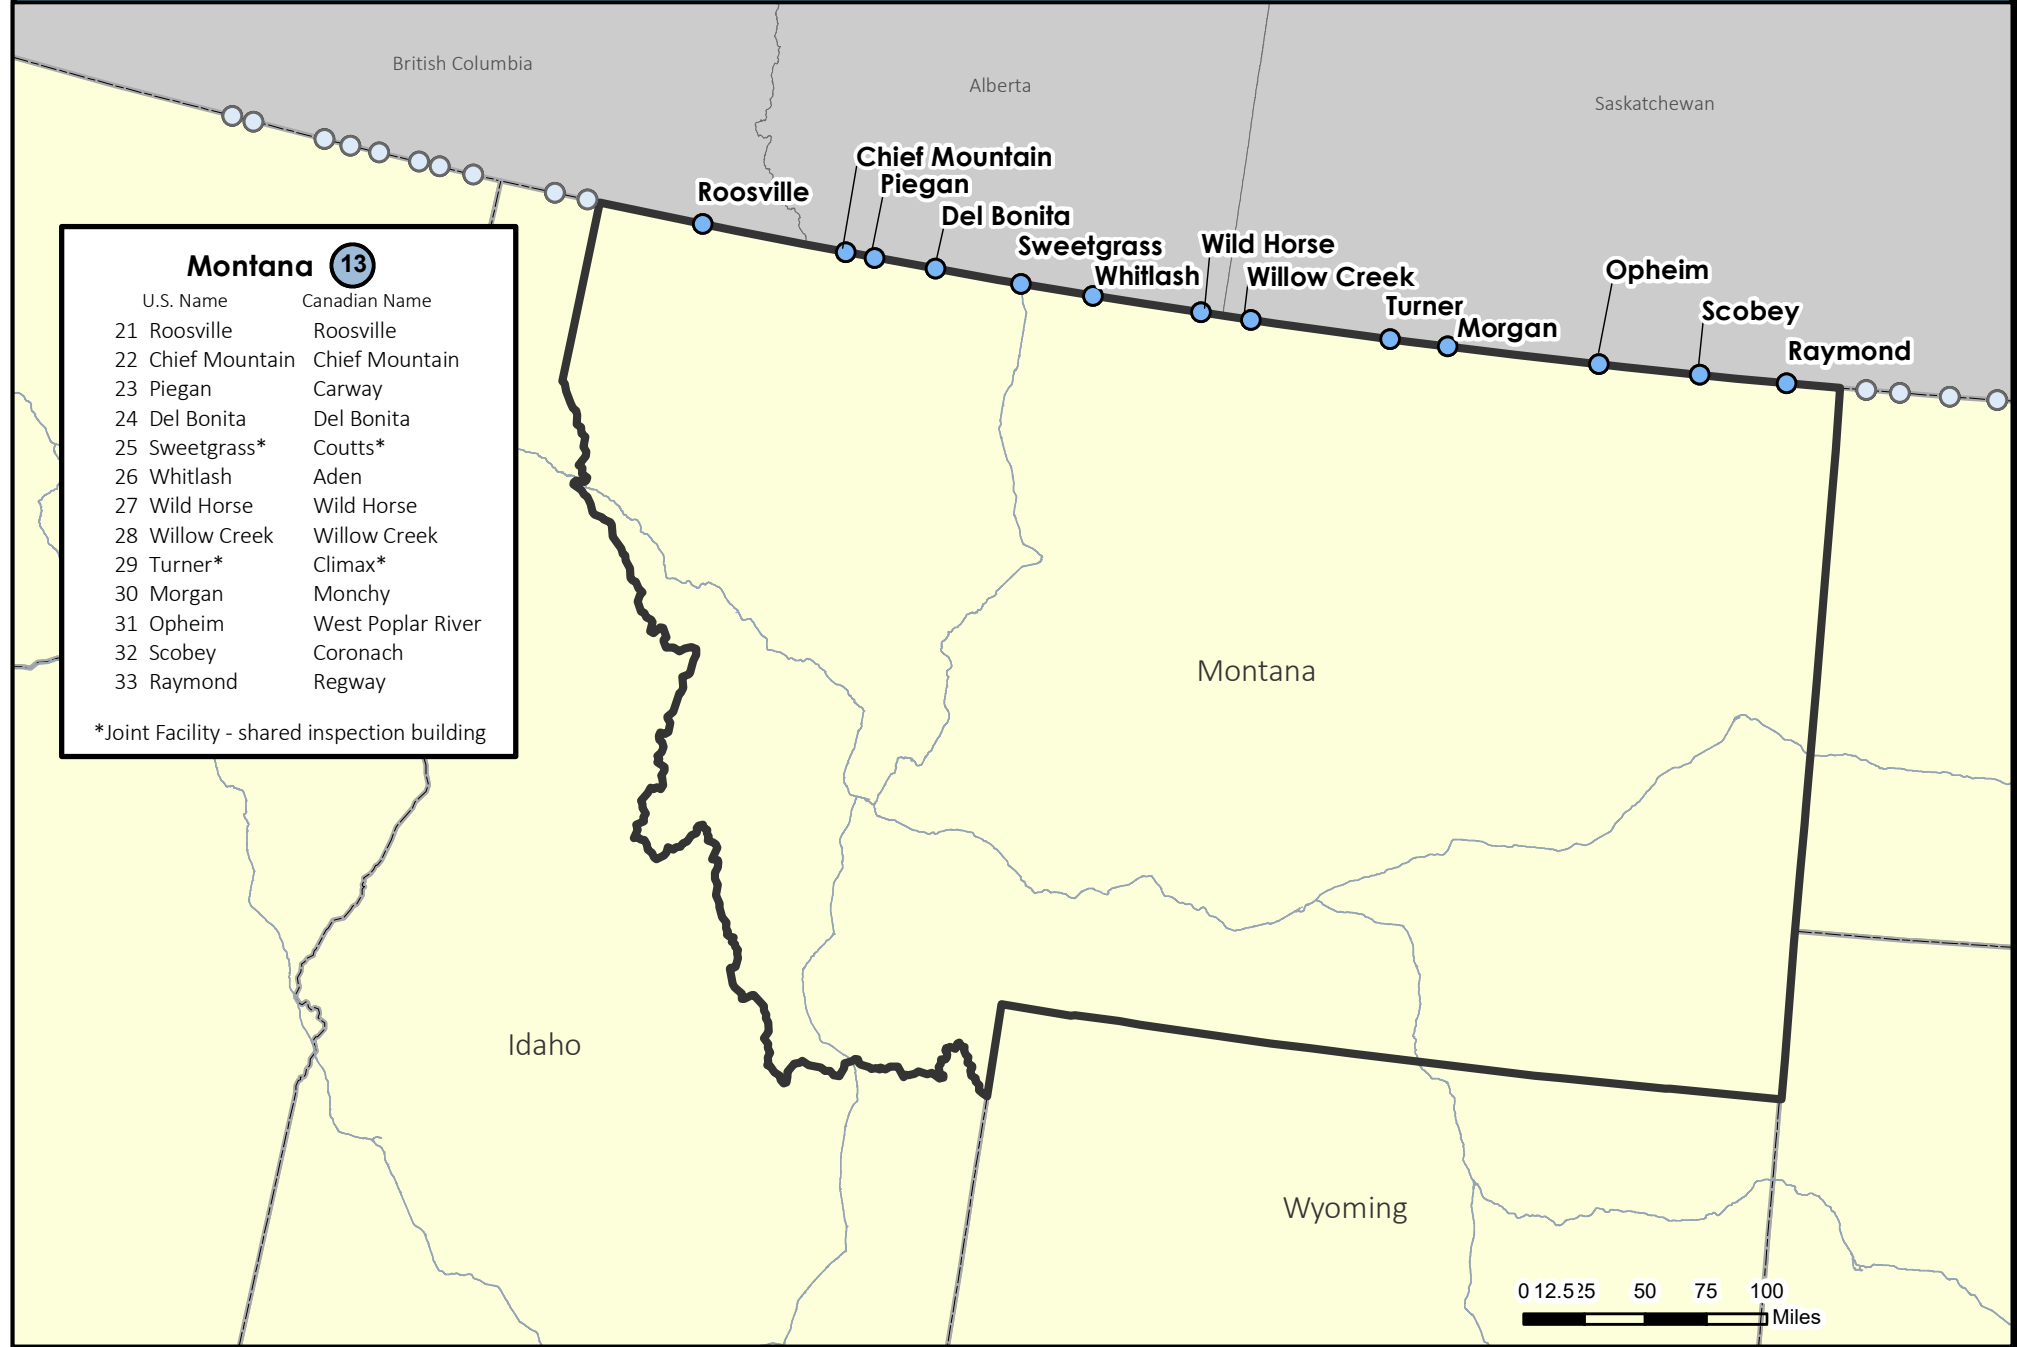 British Columbia
Alberta
Saskatchewan
Chief Mountain
Piegan
Roosville
Del Bonita
Sweetgrass
Wild Horse
Whitlash
Willow Creek
Opheim
Turner
Scobey
Morgan
Raymond
Montana 13
U.S. Name Canadian Name
21 Roosville Roosville
22 Chief Mountain Chief Mountain
23 Piegan Carway
24 Del Bonita Del Bonita
25 Sweetgrass* Coutts*
26 Whitlash Aden
27 Wild Horse Wild Horse
28 Willow Creek Willow Creek
29 Turner* Climax*
30 Morgan Monchy
31 Opheim West Poplar River
32 Scobey Coronach
33 Raymond Regway
*Joint Facility - shared inspection building
Montana
Idaho
Wyoming
0 12.5 25 50 75 100
Miles